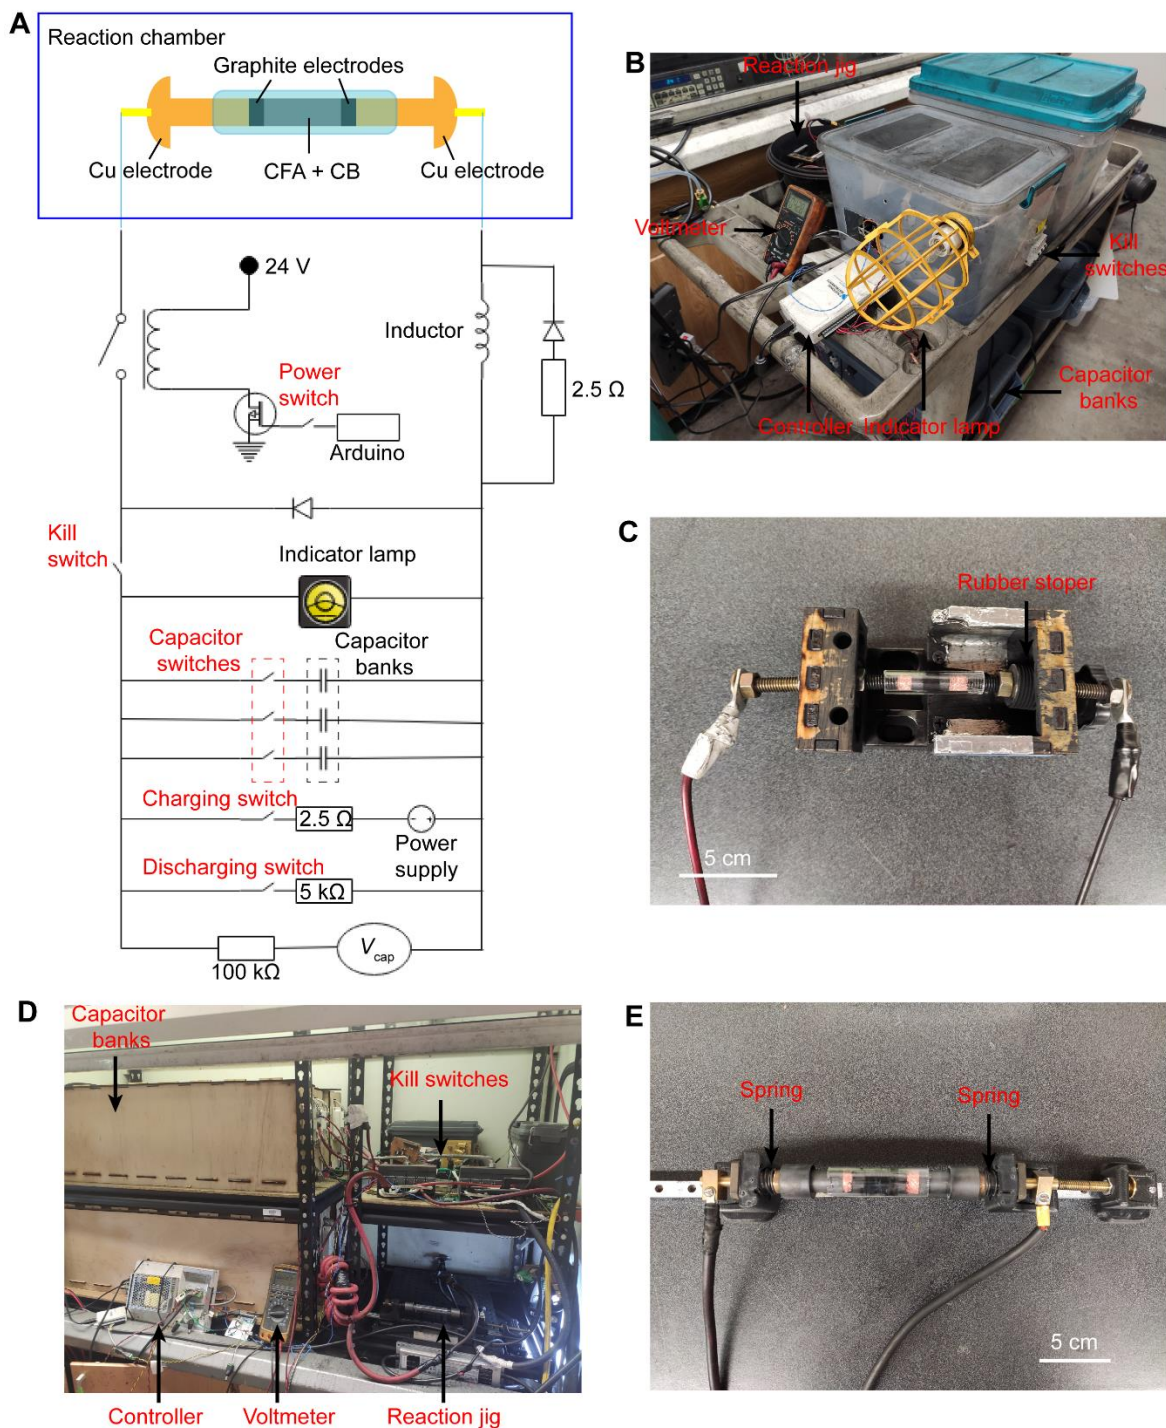 A
Reaction chamber
Graphite electrodes
Cu electrode
CFA + CB
Cu electrode
24 V
Inductor
2.5 Ω
Power
switch
Arduino
Kill
switch
Indicator lamp
Capacitor
switches
Capacitor
banks
Charging switch
2.5 Ω
Power
supply
Discharging switch
5 kΩ
100 kΩ
Vcap
B
Reaction jig
Voltmeter
Kill
switches
Capacitor
banks
Controller
Indicator lamp
C
Rubber stoper
5 cm
D
Capacitor
banks
Kill switches
Controller
Voltmeter
Reaction jig
E
Spring
Spring
5 cm